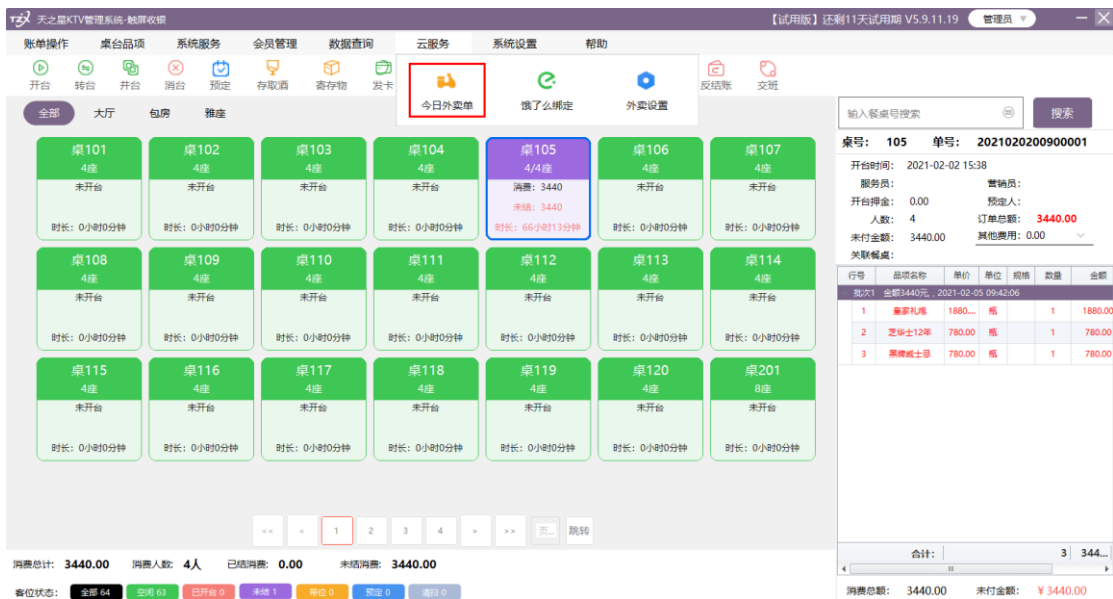 TZX 天之星KTV管理系统-触屏收银 【试用版】还剩11天试用期 V5.9.11.19 管理员
账单操作 桌台品项 系统服务 会员管理 数据查询 云服务 系统设置 帮助
开台 转台 并台 消台 预定 存取酒 寄存物 发卡 今日外卖单 饿了么绑定 外卖设置 反结账 交班
全部 大厅 包房 雅座
输入餐桌号搜索 搜索
桌101 桌102 桌103 桌104 桌105 桌106 桌107
4座 4座 4座 4座 4/4座 4座 4座
未开台 未开台 未开台 未开台 消费：3440 未开台 未开台
未结：3440
时长：0小时0分钟 时长：0小时0分钟 时长：0小时0分钟 时长：0小时0分钟 时长：66小时13分钟 时长：0小时0分钟 时长：0小时0分钟
桌108 桌109 桌110 桌111 桌112 桌113 桌114
4座 4座 4座 4座 4座 4座 4座
未开台 未开台 未开台 未开台 未开台 未开台 未开台
时长：0小时0分钟 时长：0小时0分钟 时长：0小时0分钟 时长：0小时0分钟 时长：0小时0分钟 时长：0小时0分钟 时长：0小时0分钟
桌115 桌116 桌117 桌118 桌119 桌120 桌201
4座 4座 4座 4座 4座 4座 8座
未开台 未开台 未开台 未开台 未开台 未开台 未开台
时长：0小时0分钟 时长：0小时0分钟 时长：0小时0分钟 时长：0小时0分钟 时长：0小时0分钟 时长：0小时0分钟 时长：0小时0分钟
<< < 1 2 3 4 > >> 页... 跳转
桌号： 105 单号： 2021020200900001
开台时间： 2021-02-02 15:38
服务员： 营销员：
开台押金： 0.00 预定人：
人数： 4 订单总额： 3440.00
未付金额： 3440.00 其他费用：0.00
关联餐桌：
行号 品项名称 单价 单位 规格 数量 金额
批次1 金额3440元，2021-02-05 09:42:06
1 皇家礼炮 1880.... 瓶 1 1880.00
2 芝华士12年 780.00 瓶 1 780.00
3 黑牌威士忌 780.00 瓶 1 780.00
合计： 3 344...
消费总计： 3440.00 消费人数： 4人 已结消费： 0.00 未结消费： 3440.00
客位状态： 全部 64 空闲 63 已开台 0 未结 1 带位 0 预定 0 清扫 0
消费总额： 3440.00 未付金额： ¥3440.00